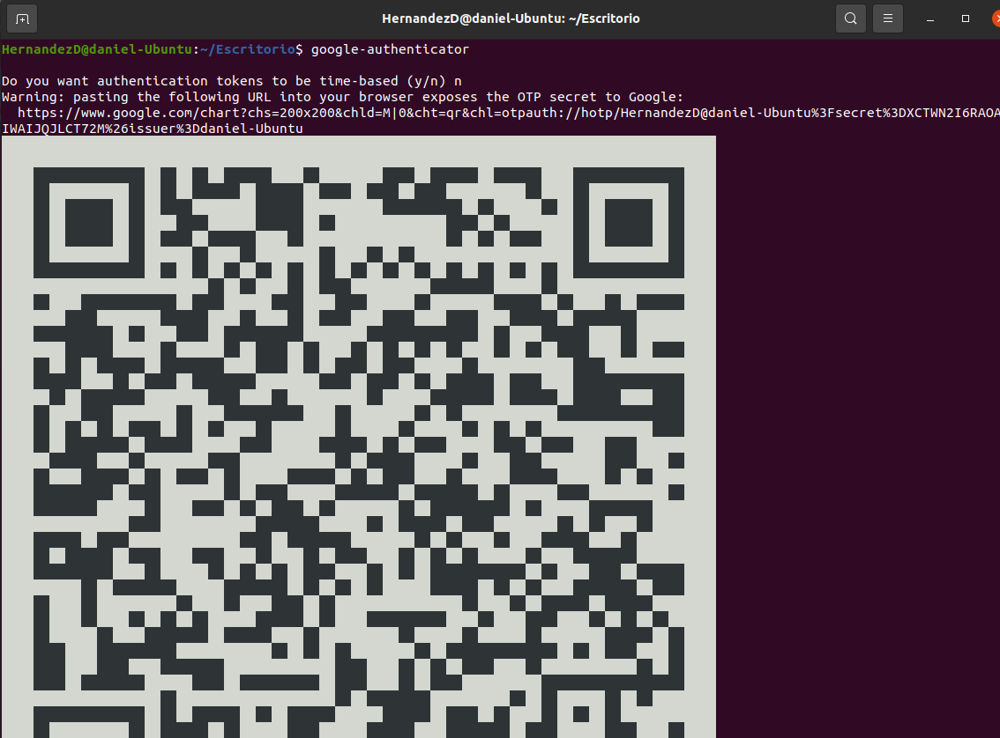 HernandezD@daniel-Ubuntu: ~/Escritorio
HernandezD@daniel-Ubuntu:~/Escritorio$ google-authenticator
Do you want authentication tokens to be time-based (y/n) n
Warning: pasting the following URL into your browser exposes the OTP secret to Google:
https://www.google.com/chart?chs=200x200&chld=M|0&cht=qr&chl=otpauth://hotp/HernandezD@daniel-Ubuntu%3Fsecret%3DXCTWN2I6RAOA
IWAIJQJLCT72M%26issuer%3Ddaniel-Ubuntu